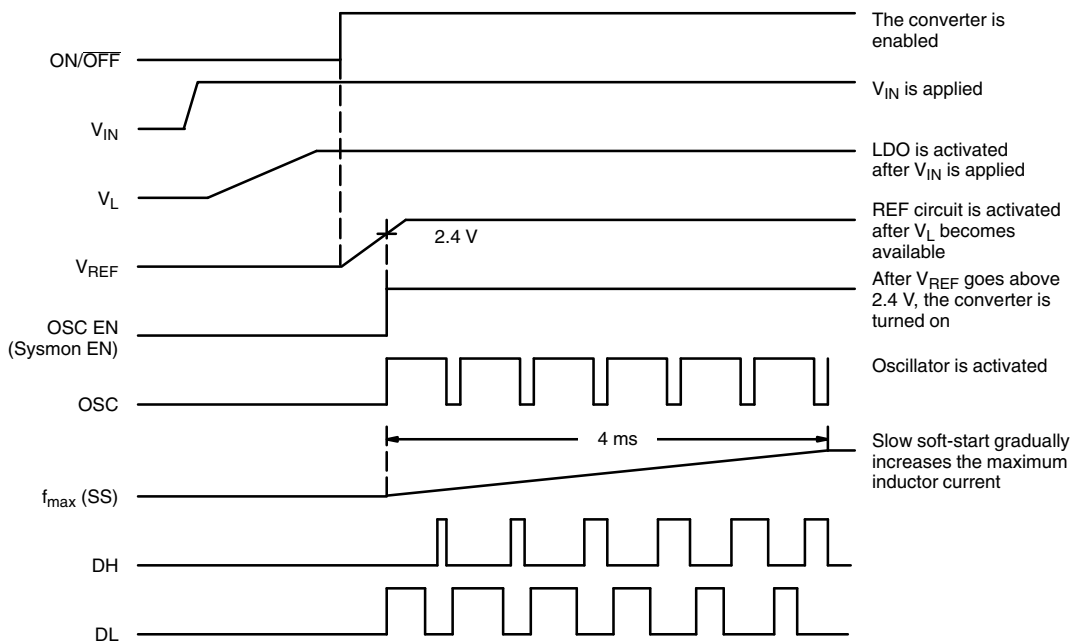 ON/OFF
The converter is
enabled
V_IN
V_IN is applied
V_L
LDO is activated
after V_IN is applied
V_REF
2.4 V
REF circuit is activated
after V_L becomes
available
OSC EN
(Sysmon EN)
After V_REF goes above
2.4 V, the converter is
turned on
OSC
Oscillator is activated
f_max (SS)
4 ms
Slow soft-start gradually
increases the maximum
inductor current
DH
DL